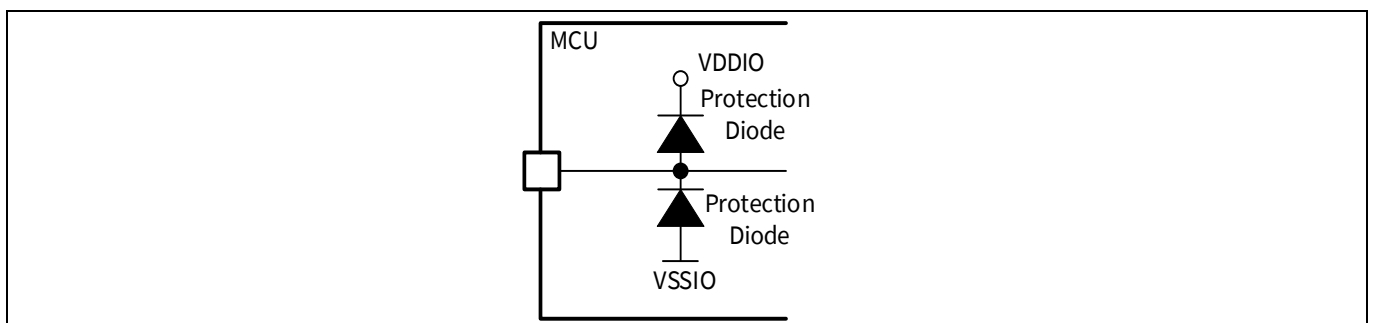 MCU
VDDIO
Protection
Diode
Protection
Diode
VSSIO